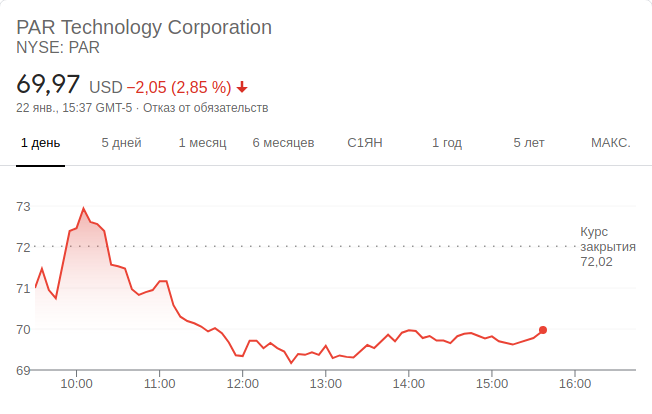 PAR Technology Corporation
NYSE: PAR
69,97 USD −2,05 (2,85 %)
22 янв., 15:37 GMT-5 · Отказ от обязательств
1 день 5 дней 1 месяц 6 месяцев С1ЯН 1 год 5 лет МАКС.
73
72
71
70
69
Курс
закрытия
72,02
10:00 11:00 12:00 13:00 14:00 15:00 16:00